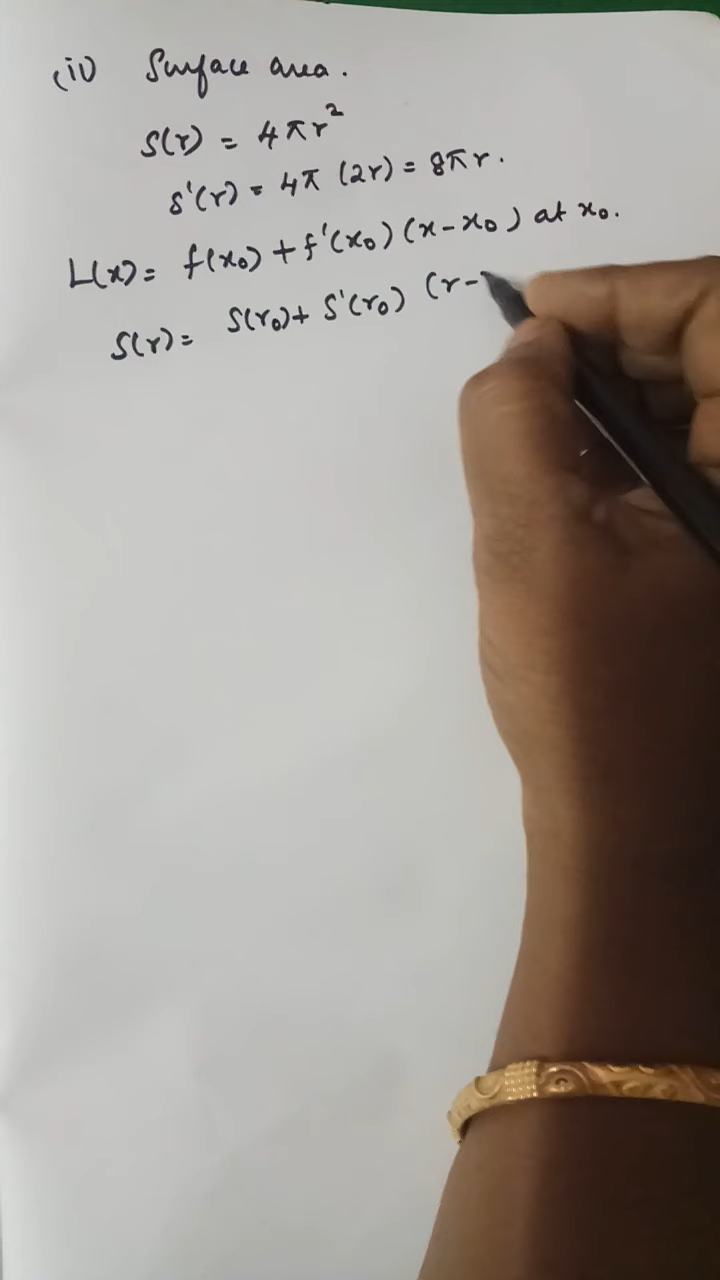 (ii) Surface area.
S(r) = 4πr²
S'(r) = 4π (2r) = 8πr.
L(x) = f(x₀) + f'(x₀) (x-x₀) at x₀.
S(r) = S(r₀) + S'(r₀) (r-